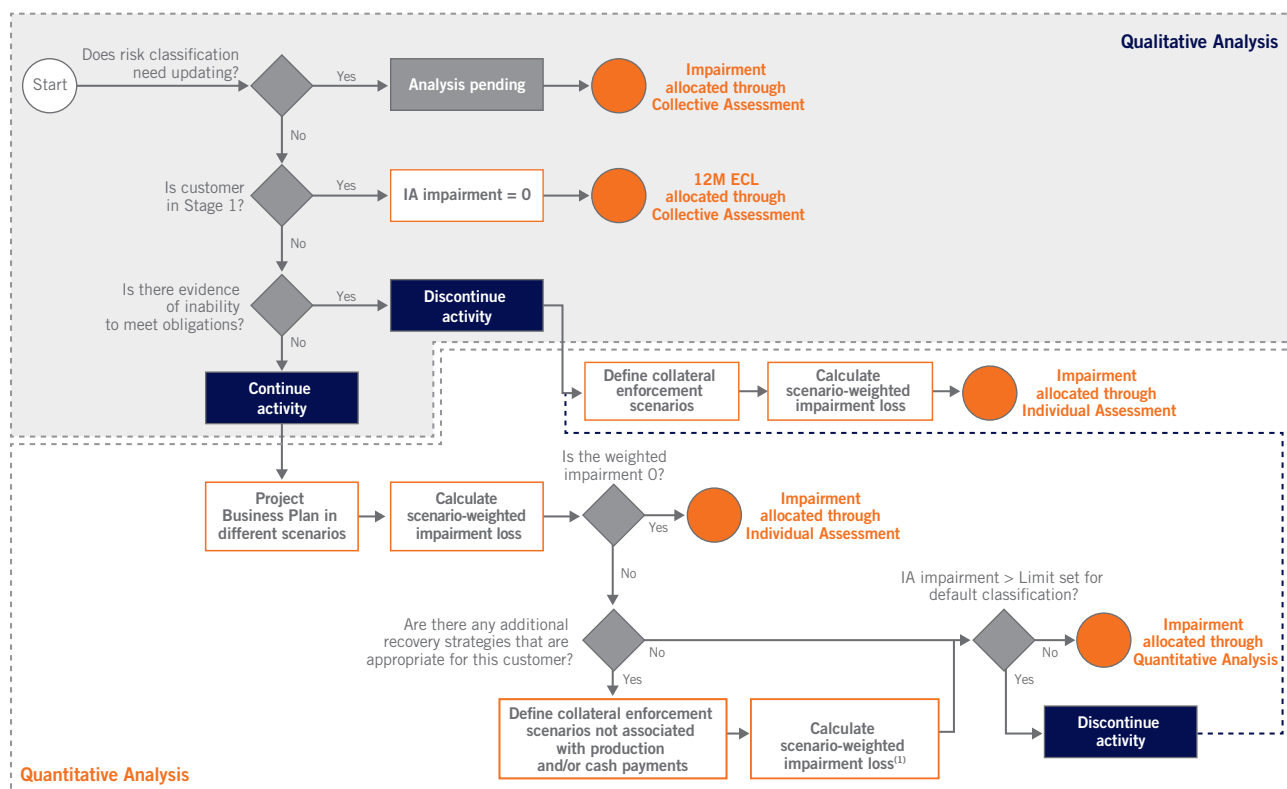 Qualitative Analysis
Does risk classification
need updating?
Start
Yes
Analysis pending
Impairment
allocated through
Collective Assessment
No
Is customer
in Stage 1?
Yes
IA impairment = 0
12M ECL
allocated through
Collective Assessment
No
Is there evidence
of inability
to meet obligations?
Yes
Discontinue
activity
No
Continue
activity
Define collateral
enforcement
scenarios
Calculate
scenario-weighted
impairment loss
Impairment
allocated through
Individual Assessment
Is the weighted
impairment 0?
Project
Business Plan in
different scenarios
Calculate
scenario-weighted
impairment loss
Yes
Impairment
allocated through
Individual Assessment
No
IA impairment > Limit set for
default classification?
Are there any additional
recovery strategies that are
appropriate for this customer?
No
No
Impairment
allocated through
Quantitative Analysis
Yes
Yes
Define collateral enforcement
scenarios not associated
with production
and/or cash payments
Calculate
scenario-weighted
impairment loss(1)
Discontinue
activity
Quantitative Analysis